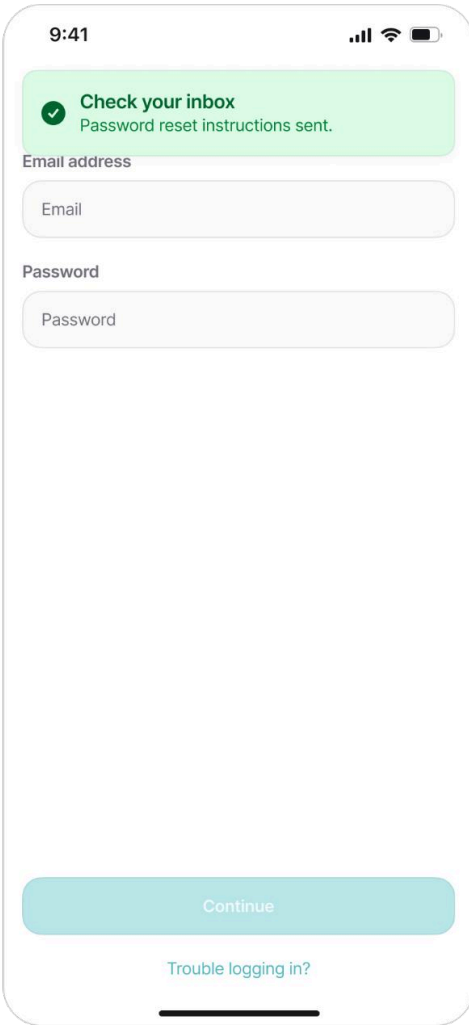 9:41
Check your inbox
Password reset instructions sent.
Email address
Email
Password
Password
Continue
Trouble logging in?